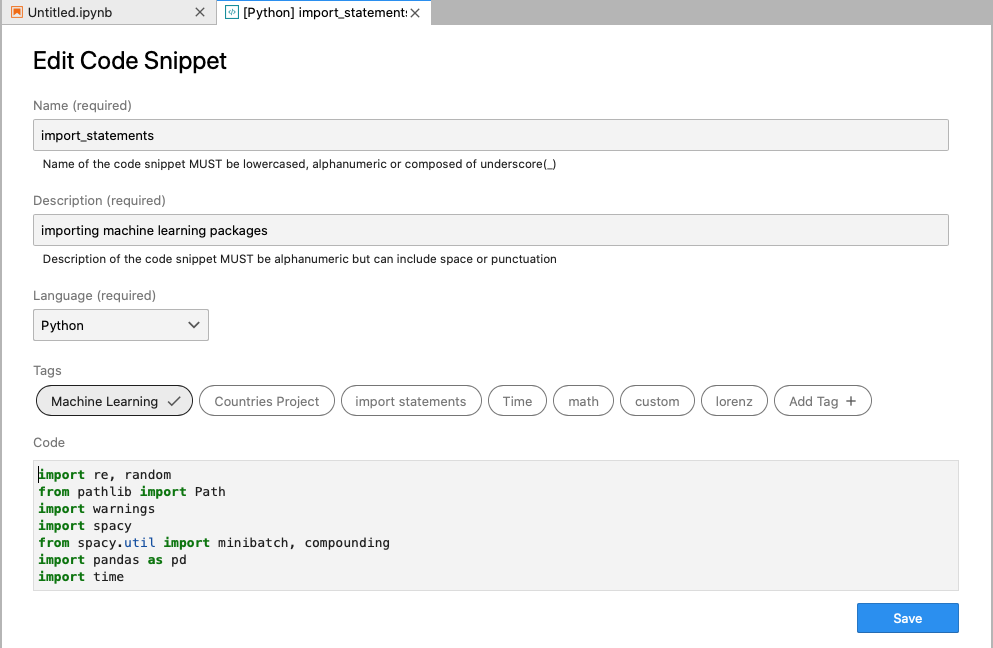 Untitled.ipynb
[Python] import_statement:
Edit Code Snippet
Name (required)
import_statements
Name of the code snippet MUST be lowercased, alphanumeric or composed of underscore(_)
Description (required)
importing machine learning packages
Description of the code snippet MUST be alphanumeric but can include space or punctuation
Language (required)
Python
Tags
Machine Learning Countries Project import statements Time math custom lorenz Add Tag +
Code
import re, random
from pathlib import Path
import warnings
import spacy
from spacy.util import minibatch, compounding
import pandas as pd
import time
Save